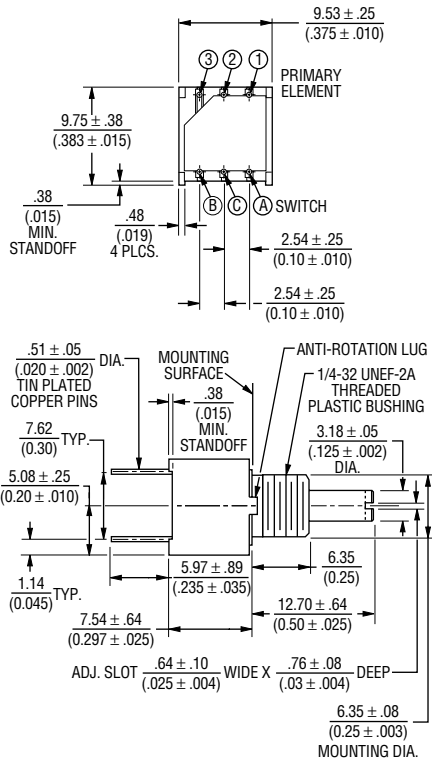 9.53 ± .25
(.375 ± .010)
3
2
1
PRIMARY
ELEMENT
9.75 ± .38
(.383 ± .015)
.38
(.015)
MIN.
STANDOFF
.48
(.019)
4 PLCS.
B
C
A
SWITCH
2.54 ± .25
(0.10 ± .010)
2.54 ± .25
(0.10 ± .010)
.51 ± .05
(.020 ± .002)
DIA.
TIN PLATED
COPPER PINS
MOUNTING
SURFACE
ANTI-ROTATION LUG
1/4-32 UNEF-2A
THREADED
PLASTIC BUSHING
.38
(.015)
MIN.
STANDOFF
3.18 ± .05
(.125 ± .002)
DIA.
7.62
(0.30)
TYP.
5.08 ± .25
(0.20 ± .010)
1.14
(0.045)
TYP.
5.97 ± .89
(.235 ± .035)
6.35
(0.25)
7.54 ± .64
(0.297 ± .025)
12.70 ± .64
(0.50 ± .025)
ADJ. SLOT .64 ± .10 WIDE X .76 ± .08 DEEP
(.025 ± .004) (.03 ± .004)
6.35 ± .08
(0.25 ± .003)
MOUNTING DIA.